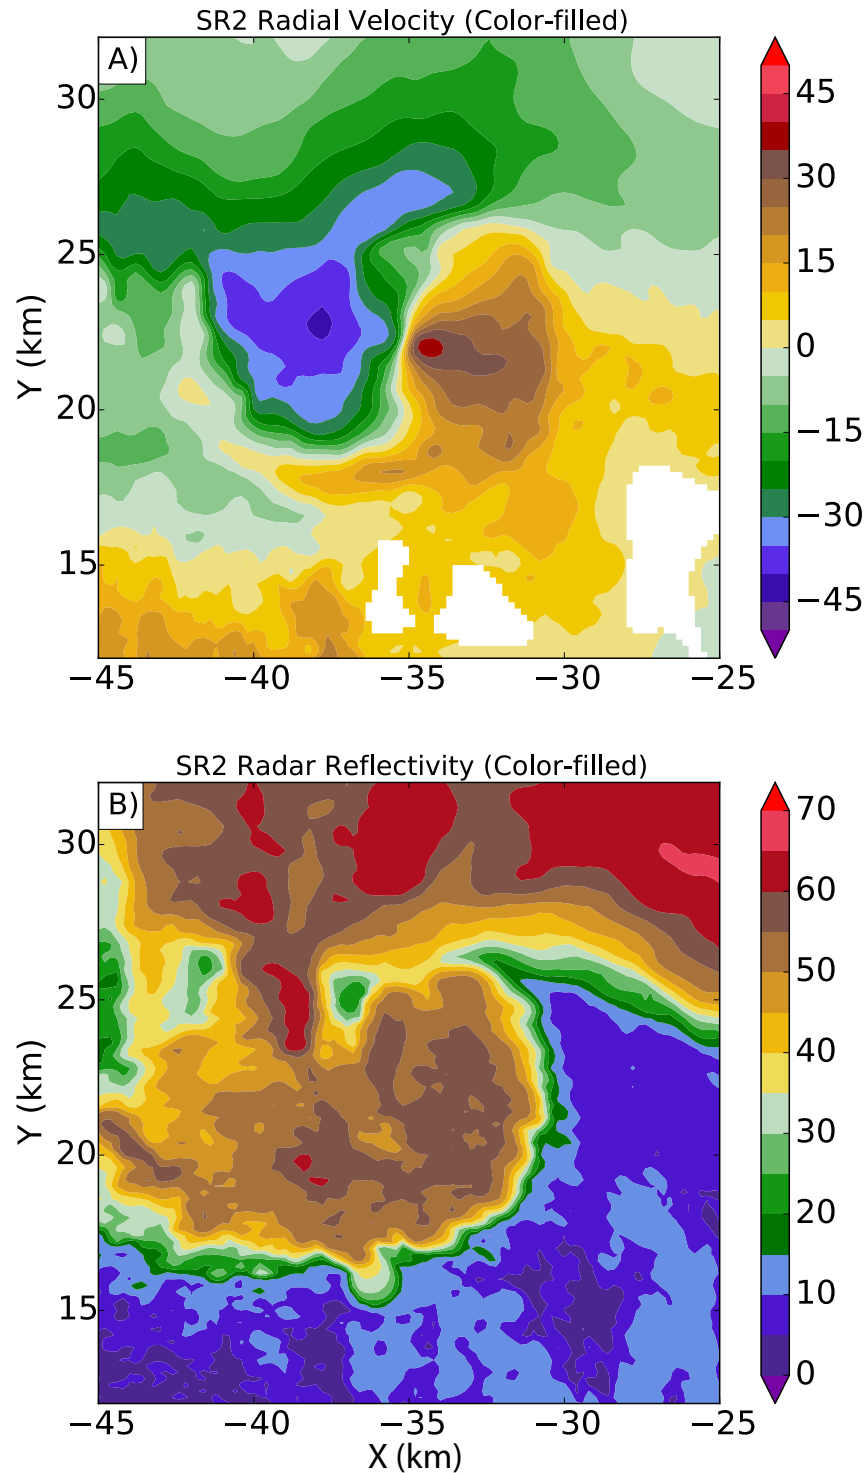 SR2 Radial Velocity (Color-filled)
A)
30
25
20
15
Y (km)
−45 −40 −35 −30 −25
45
30
15
0
−15
−30
−45
SR2 Radar Reflectivity (Color-filled)
B)
30
25
20
15
Y (km)
−45 −40 −35 −30 −25
X (km)
70
60
50
40
30
20
10
0